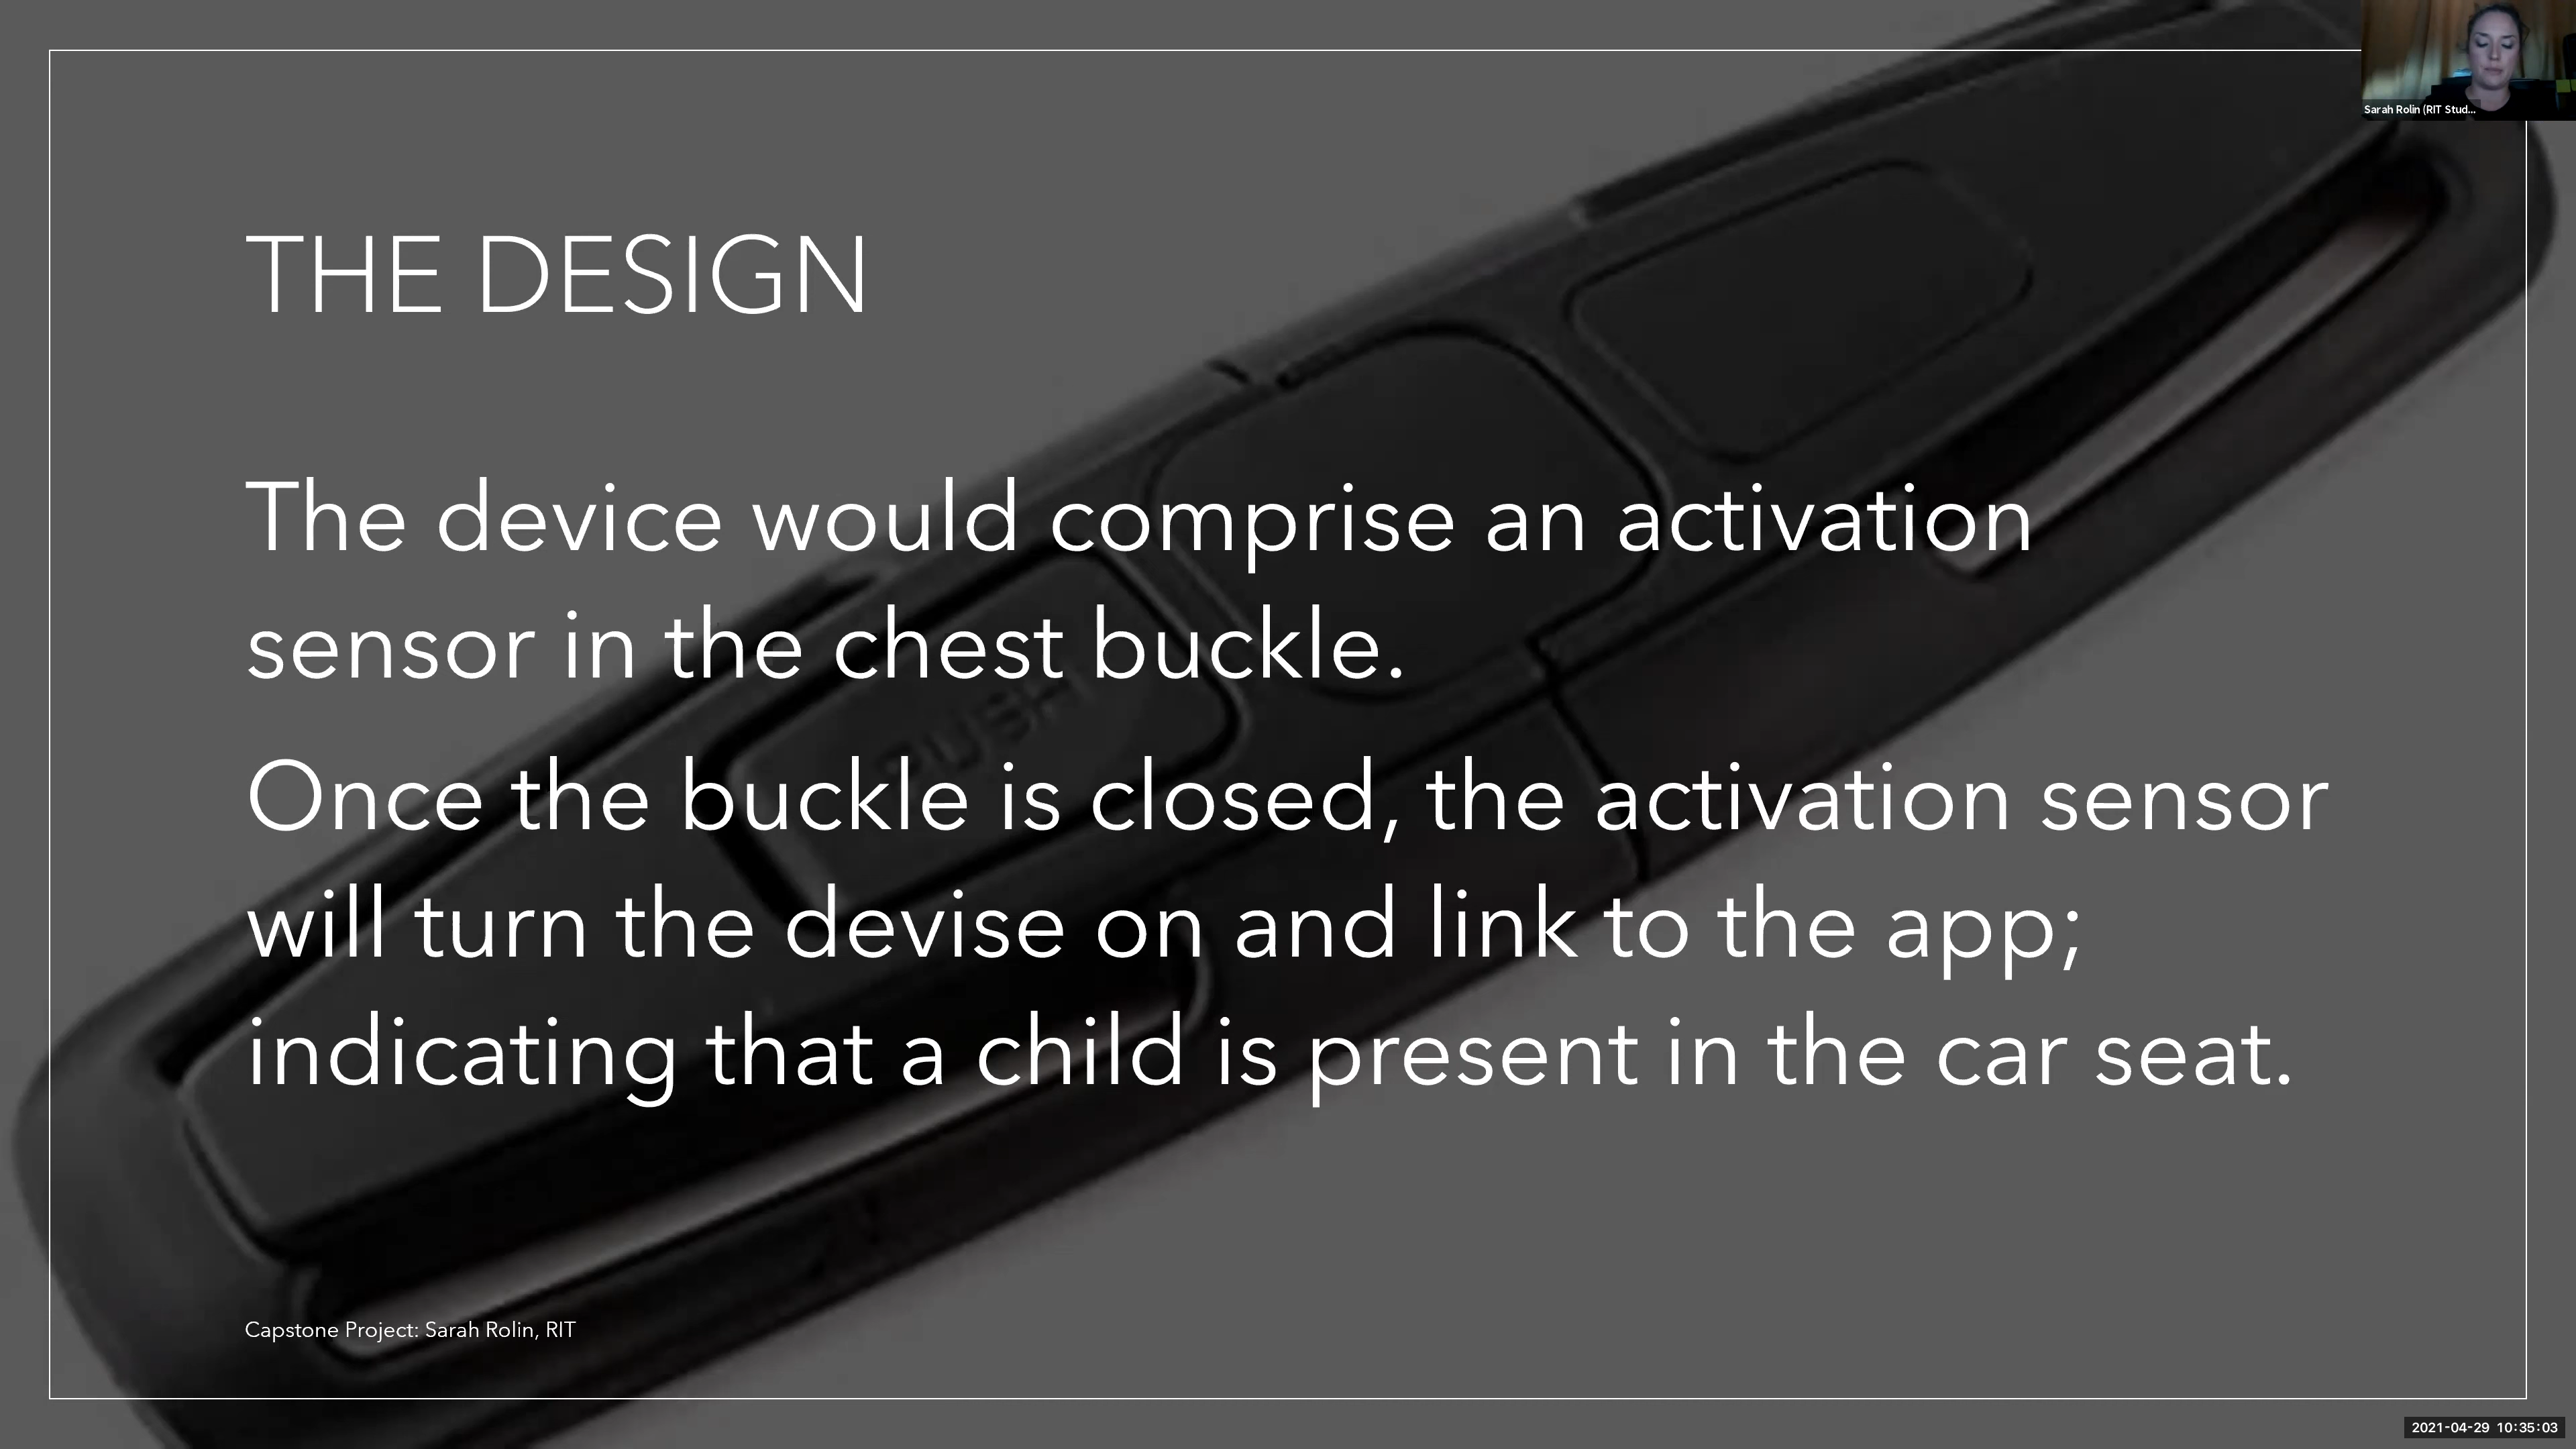 Sarah Rolin (RIT Stud...
THE DESIGN
The device would comprise an activation
sensor in the chest buckle.
PUSH
Once the buckle is closed, the activation sensor
will turn the devise on and link to the app;
indicating that a child is present in the car seat.
Capstone Project: Sarah Rolin, RIT
2021-04-29 10:35:03